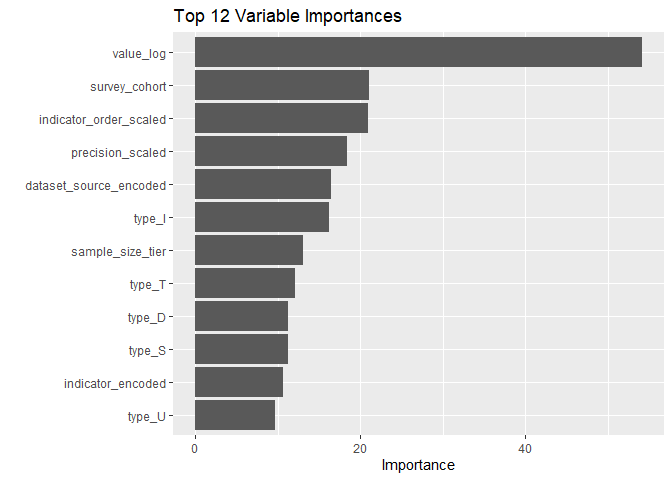 Top 12 Variable Importances
value_log
survey_cohort
indicator_order_scaled
precision_scaled
dataset_source_encoded
type_I
sample_size_tier
type_T
type_D
type_S
indicator_encoded
type_U
0 20 40
Importance